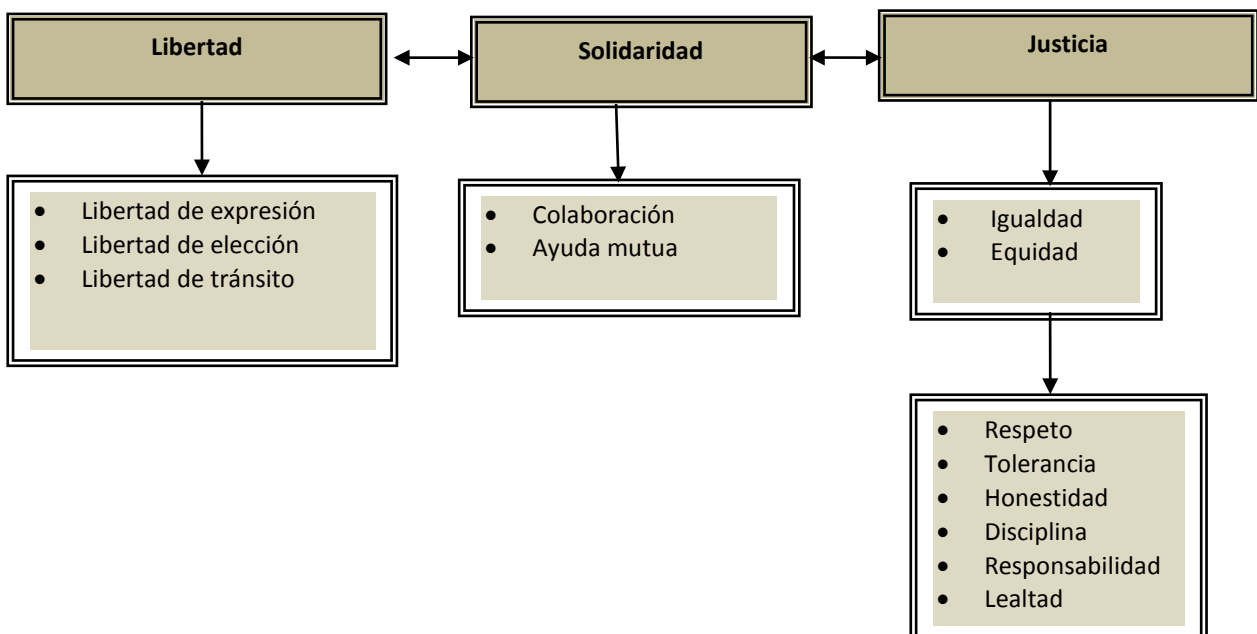 Libertad
Solidaridad
Justicia
• Libertad de expresión
• Libertad de elección
• Libertad de tránsito
• Colaboración
• Ayuda mutua
• Igualdad
• Equidad
• Respeto
• Tolerancia
• Honestidad
• Disciplina
• Responsabilidad
• Lealtad